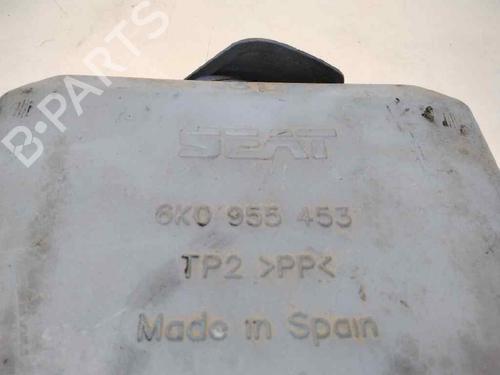 B-PARTS
SEAT
6K0 955 453
TP2 >PP<
Made in Spain